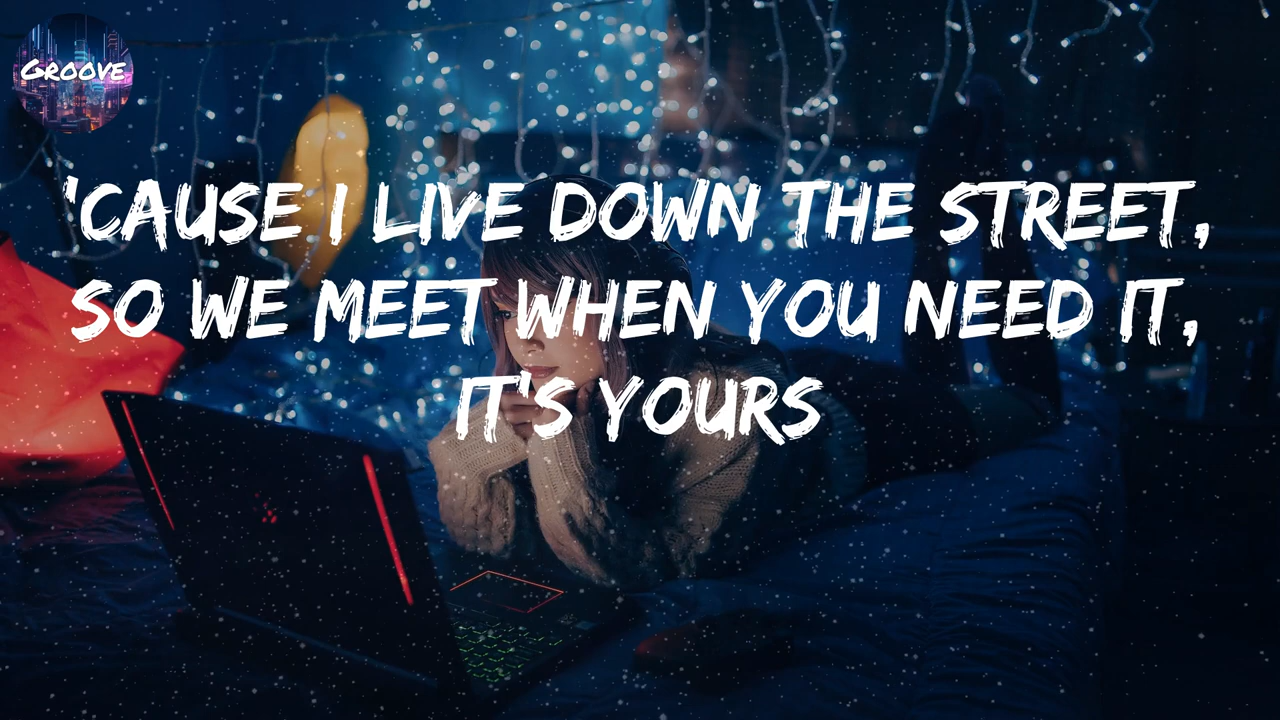 GROOVE
'CAUSE I LIVE DOWN THE STREET,
SO WE MEET WHEN YOU NEED IT,
IT'S YOURS